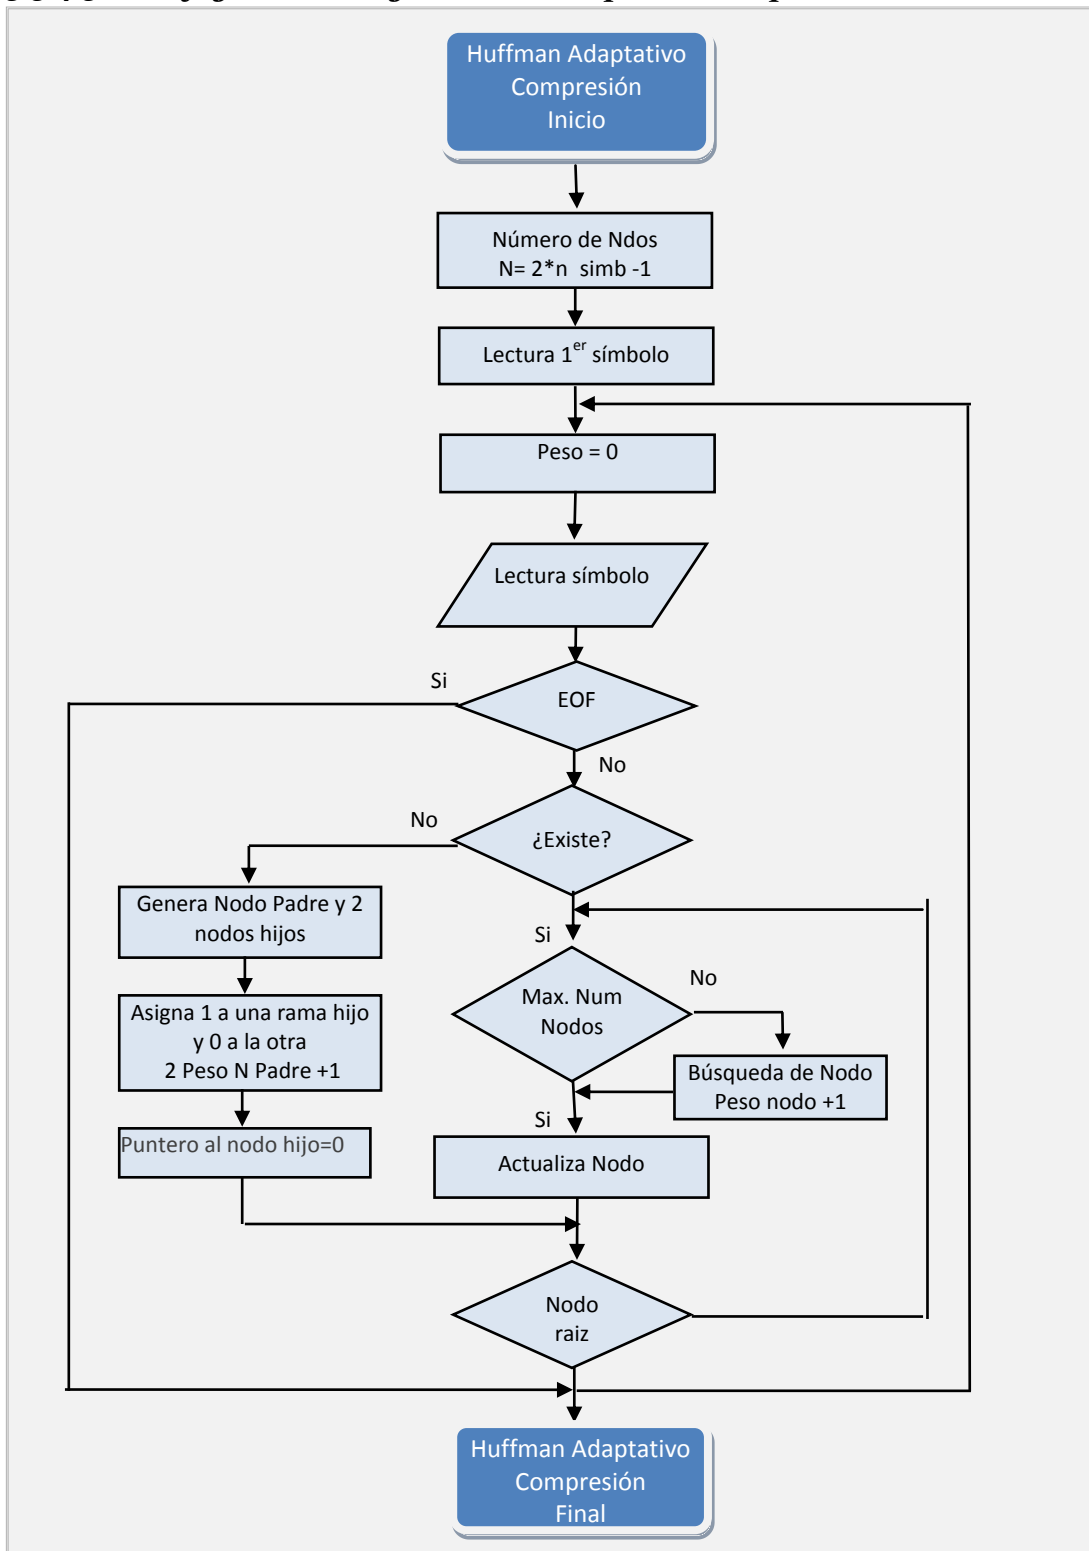 Huffman Adaptativo
Compresión
Inicio
Número de Ndos
N= 2*n simb -1
Lectura 1er símbolo
Peso = 0
Lectura símbolo
Si
EOF
No
No
¿Existe?
Genera Nodo Padre y 2
nodos hijos
Si
Max. Num
Nodos
No
Asigna 1 a una rama hijo
y 0 a la otra
2 Peso N Padre +1
Búsqueda de Nodo
Peso nodo +1
Si
Puntero al nodo hijo=0
Actualiza Nodo
Nodo
raiz
Huffman Adaptativo
Compresión
Final